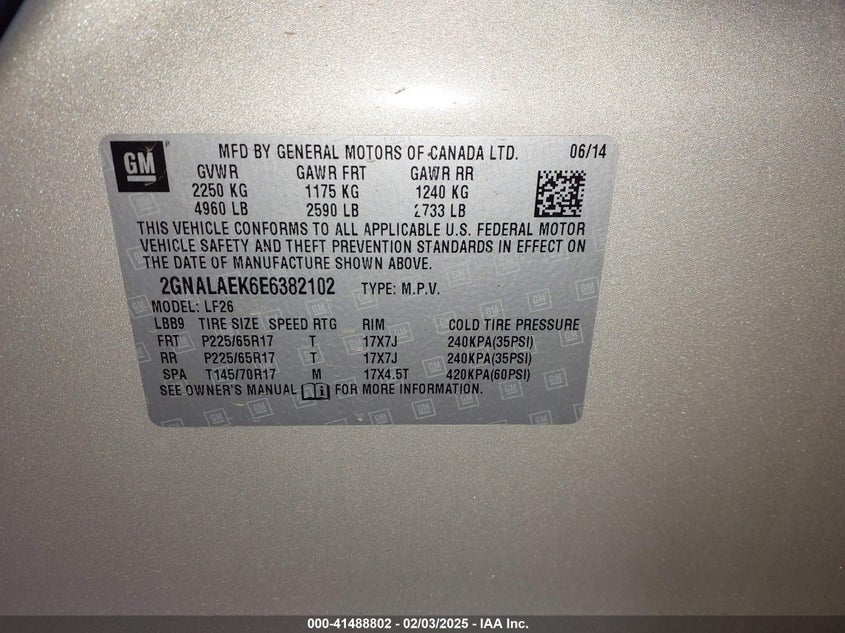 GM
MFD BY GENERAL MOTORS OF CANADA LTD. 06/14
GVWR GAWR FRT GAWR RR
2250 KG 1175 KG 1240 KG
4960 LB 2590 LB 2733 LB
THIS VEHICLE CONFORMS TO ALL APPLICABLE U.S. FEDERAL MOTOR
VEHICLE SAFETY AND THEFT PREVENTION STANDARDS IN EFFECT ON
THE DATE OF MANUFACTURE SHOWN ABOVE.
2GNALAEK6E6382102 TYPE: M.P.V.
MODEL: LF26
LBB9 TIRE SIZE SPEED RTG RIM COLD TIRE PRESSURE
FRT P225/65R17 T 17X7J 240KPA(35PSI)
RR P225/65R17 T 17X7J 240KPA(35PSI)
SPA T145/70R17 M 17X4.5T 420KPA(60PSI)
SEE OWNER'S MANUAL FOR MORE INFORMATION.
000-41488802 - 02/03/2025 - IAA Inc.